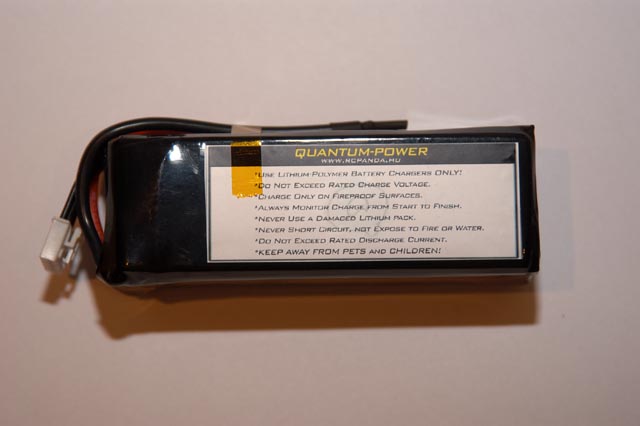 QUANTUM-POWER
WWW.RCPANDA.HU
*USE LITHIUM POLYMER BATTERY CHARGERS ONLY!
*DO NOT EXCEED RATED CHARGE VOLTAGE.
*CHARGE ONLY ON FIREPROOF SURFACES.
*ALWAYS MONITOR CHARGE FROM START TO FINISH.
*NEVER USE A DAMAGED LITHIUM PACK.
*NEVER SHORT CIRCUIT, NOT EXPOSE TO FIRE OR WATER.
*DO NOT EXCEED RATED DISCHARGE CURRENT.
*KEEP AWAY FROM PETS AND CHILDREN!